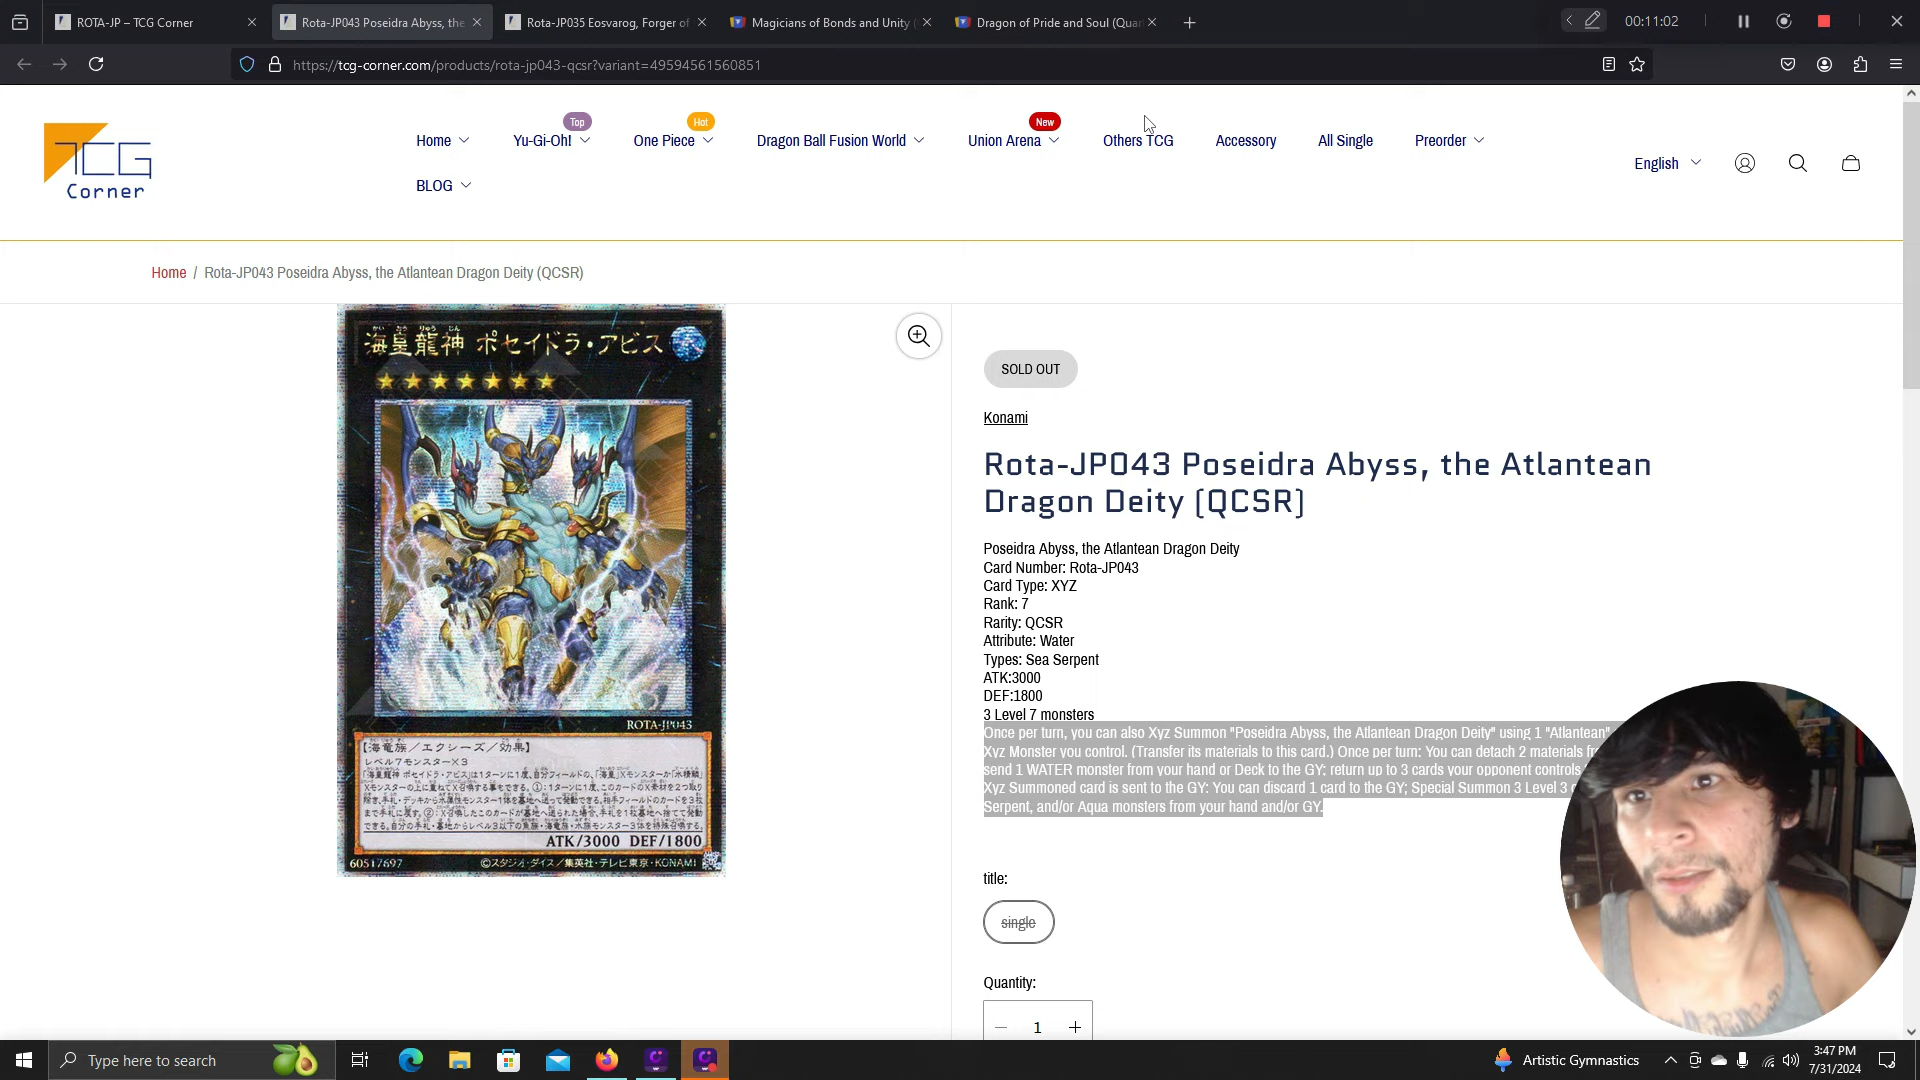 ROTA-JP – TCG Corner
Rota-JP043 Poseidra Abyss, the
Rota-JP035 Eosvarog, Forger of
Magicians of Bonds and Unity (
Dragon of Pride and Soul (Quar
00:11:02
https://tcg-corner.com/products/rota-jp043-qcsr?variant=49594561560851
TCG
Corner
Top
Hot
New
Home
Yu-Gi-Oh!
One Piece
Dragon Ball Fusion World
Union Arena
Others TCG
Accessory
All Single
Preorder
BLOG
English
Home / Rota-JP043 Poseidra Abyss, the Atlantean Dragon Deity (QCSR)
海皇龍神 ポセイドラ・アビス
ROTA-JP043
【海竜族/エクシーズ/効果】
レベル7モンスター×3
ATK/3000 DEF/1800
60517697
©スタジオ・ダイス/集英社・テレビ東京・KONAMI
SOLD OUT
Konami
Rota-JP043 Poseidra Abyss, the Atlantean
Dragon Deity (QCSR)
Poseidra Abyss, the Atlantean Dragon Deity
Card Number: Rota-JP043
Card Type: XYZ
Rank: 7
Rarity: QCSR
Attribute: Water
Types: Sea Serpent
ATK:3000
DEF:1800
3 Level 7 monsters
Once per turn, you can also Xyz Summon "Poseidra Abyss, the Atlantean Dragon Deity" using 1 "Atlantean"
Xyz Monster you control. (Transfer its materials to this card.) Once per turn: You can detach 2 materials
send 1 WATER monster from your hand or Deck to the GY; return up to 3 cards your opponent controls
Xyz Summoned card is sent to the GY: You can discard 1 card to the GY; Special Summon 3 Level 3
Serpent, and/or Aqua monsters from your hand and/or GY.
title:
single
Quantity:
1
Type here to search
Artistic Gymnastics
3:47 PM
7/31/2024